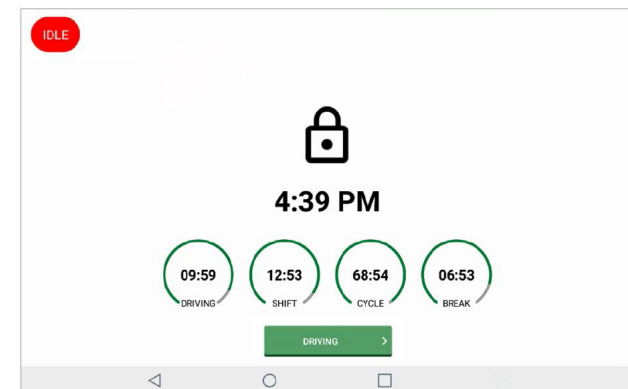 IDLE
4:39 PM
09:59 12:53 68:54 06:53
DRIVING SHIFT CYCLE BREAK
DRIVING